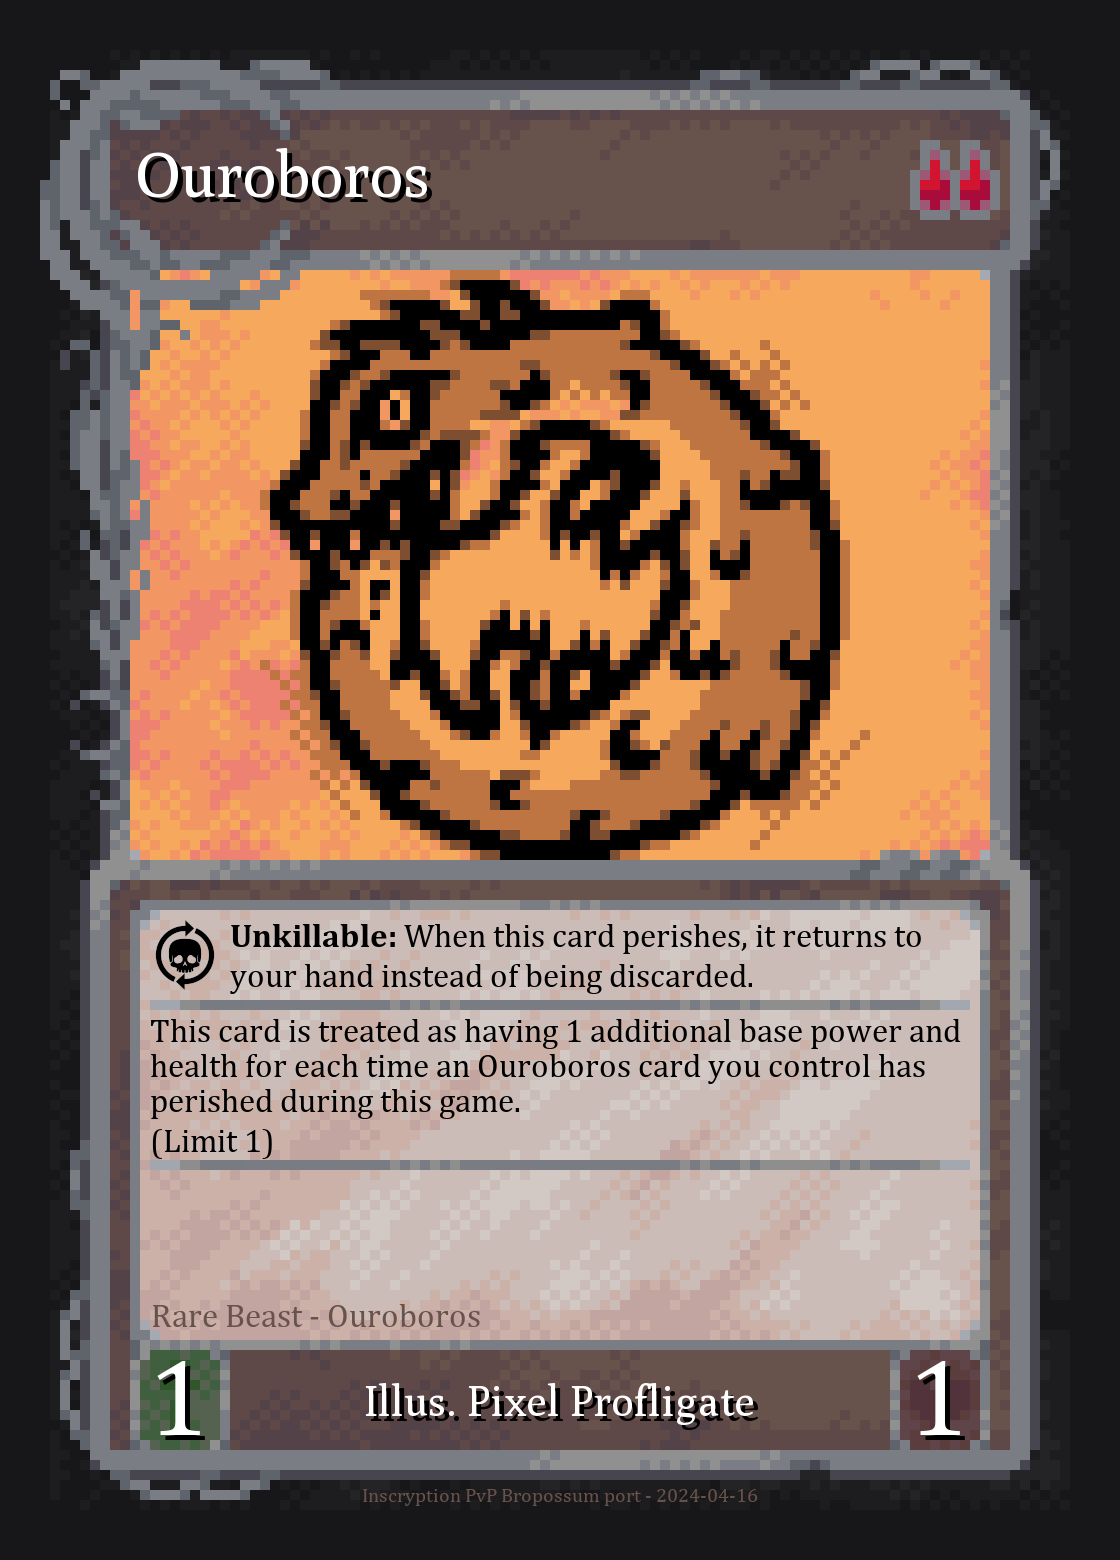 Ouroboros
Unkillable: When this card perishes, it returns to
your hand instead of being discarded.
This card is treated as having 1 additional base power and
health for each time an Ouroboros card you control has
perished during this game.
(Limit 1)
Rare Beast - Ouroboros
1 Illus. Pixel Profligate 1
Inscryption PvP Bropossum port - 2024-04-16